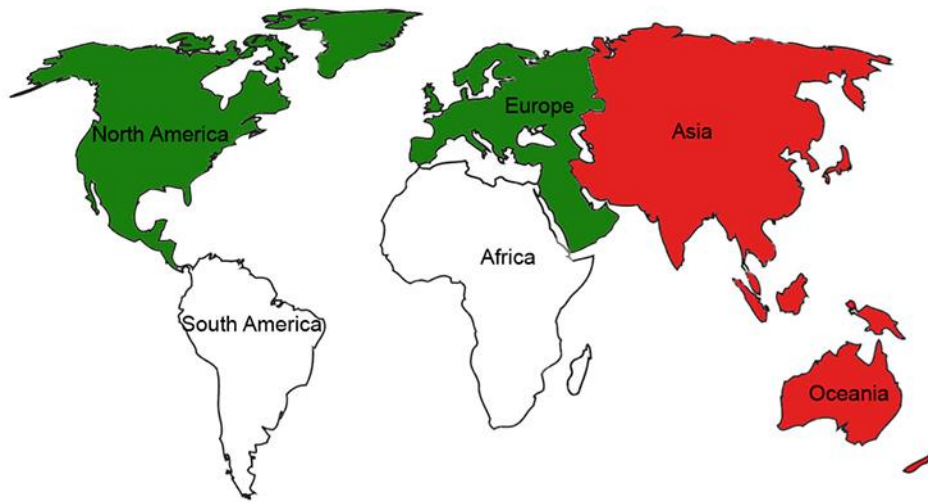 North America
Europe
Asia
Africa
South America
Oceania